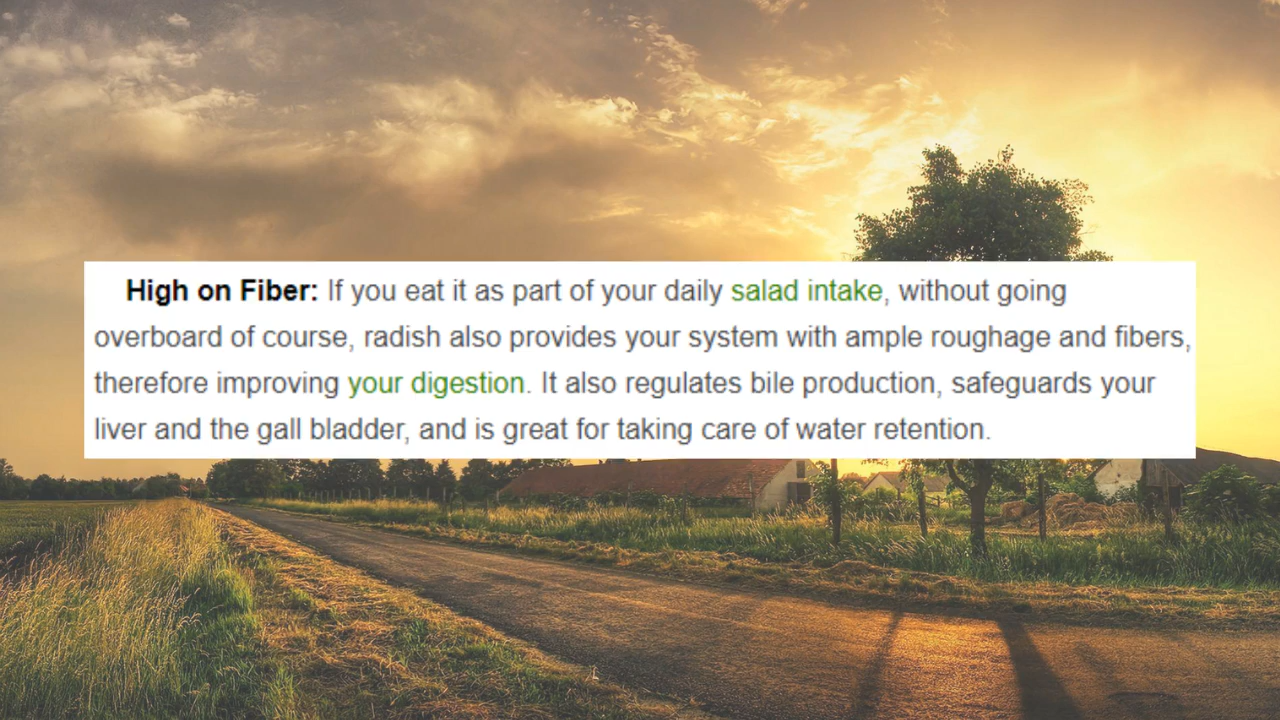 High on Fiber: If you eat it as part of your daily salad intake, without going
overboard of course, radish also provides your system with ample roughage and fibers,
therefore improving your digestion. It also regulates bile production, safeguards your
liver and the gall bladder, and is great for taking care of water retention.